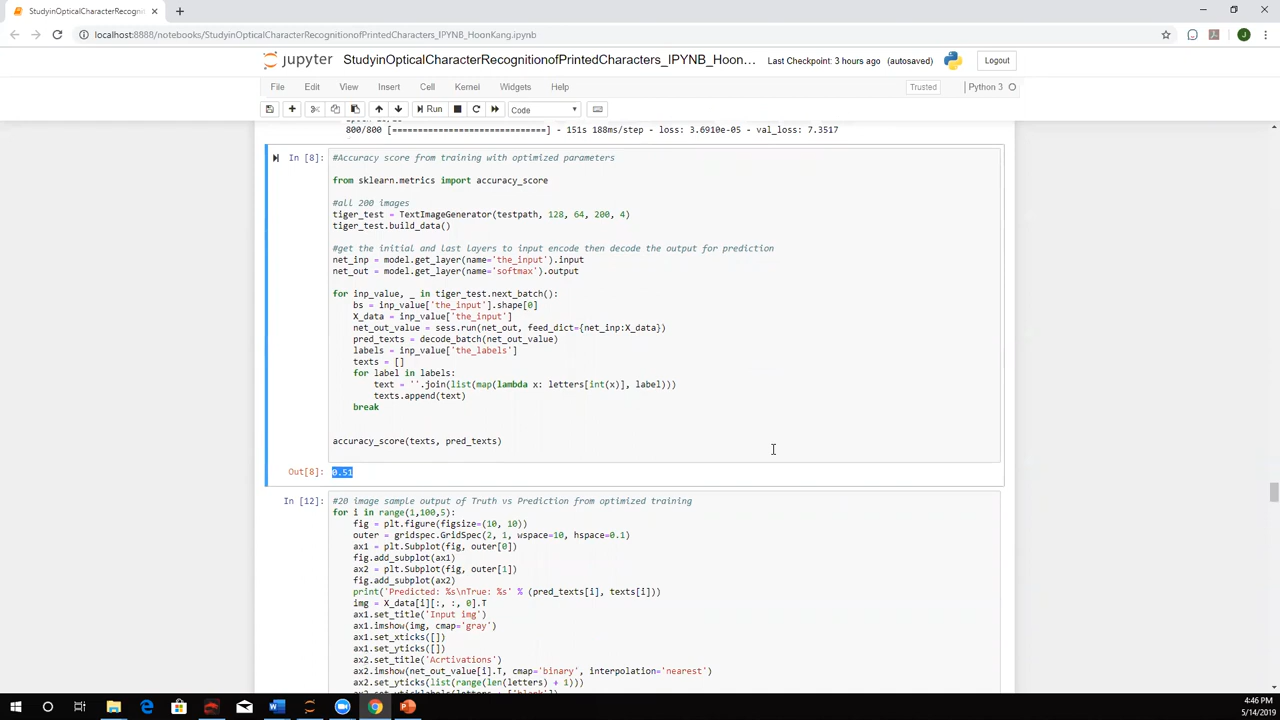 StudyinOpticalCharacterRecogniti
localhost:8888/notebooks/StudyinOpticalCharacterRecognitionofPrintedCharacters_IPYNB_HoonKang.ipynb
J
jupyter StudyinOpticalCharacterRecognitionofPrintedCharacters_IPYNB_Hoon... Last Checkpoint: 3 hours ago (autosaved) Logout
File Edit View Insert Cell Kernel Widgets Help Trusted Python 3
Run Code
800/800 [==============================] - 151s 188ms/step - loss: 3.6910e-05 - val_loss: 7.3517
In [8]: #Accuracy score from training with optimized parameters
from sklearn.metrics import accuracy_score
#all 200 images
tiger_test = TextImageGenerator(testpath, 128, 64, 200, 4)
tiger_test.build_data()
#get the initial and last layers to input encode then decode the output for prediction
net_inp = model.get_layer(name='the_input').input
net_out = model.get_layer(name='softmax').output
for inp_value, _ in tiger_test.next_batch():
bs = inp_value['the_input'].shape[0]
X_data = inp_value['the_input']
net_out_value = sess.run(net_out, feed_dict={net_inp:X_data})
pred_texts = decode_batch(net_out_value)
labels = inp_value['the_labels']
texts = []
for label in labels:
text = ''.join(list(map(lambda x: letters[int(x)], label)))
texts.append(text)
break
accuracy_score(texts, pred_texts)
Out[8]: 0.51
In [12]: #20 image sample output of Truth vs Prediction from optimized training
for i in range(1,100,5):
fig = plt.figure(figsize=(10, 10))
outer = gridspec.GridSpec(2, 1, wspace=10, hspace=0.1)
ax1 = plt.Subplot(fig, outer[0])
fig.add_subplot(ax1)
ax2 = plt.Subplot(fig, outer[1])
fig.add_subplot(ax2)
print('Predicted: %s\nTrue: %s' % (pred_texts[i], texts[i]))
img = X_data[i][:, :, 0].T
ax1.set_title('Input img')
ax1.imshow(img, cmap='gray')
ax1.set_xticks([])
ax1.set_yticks([])
ax2.set_title('Acrtivations')
ax2.imshow(net_out_value[i].T, cmap='binary', interpolation='nearest')
ax2.set_yticks(list(range(len(letters) + 1)))
4:46 PM
5/14/2019